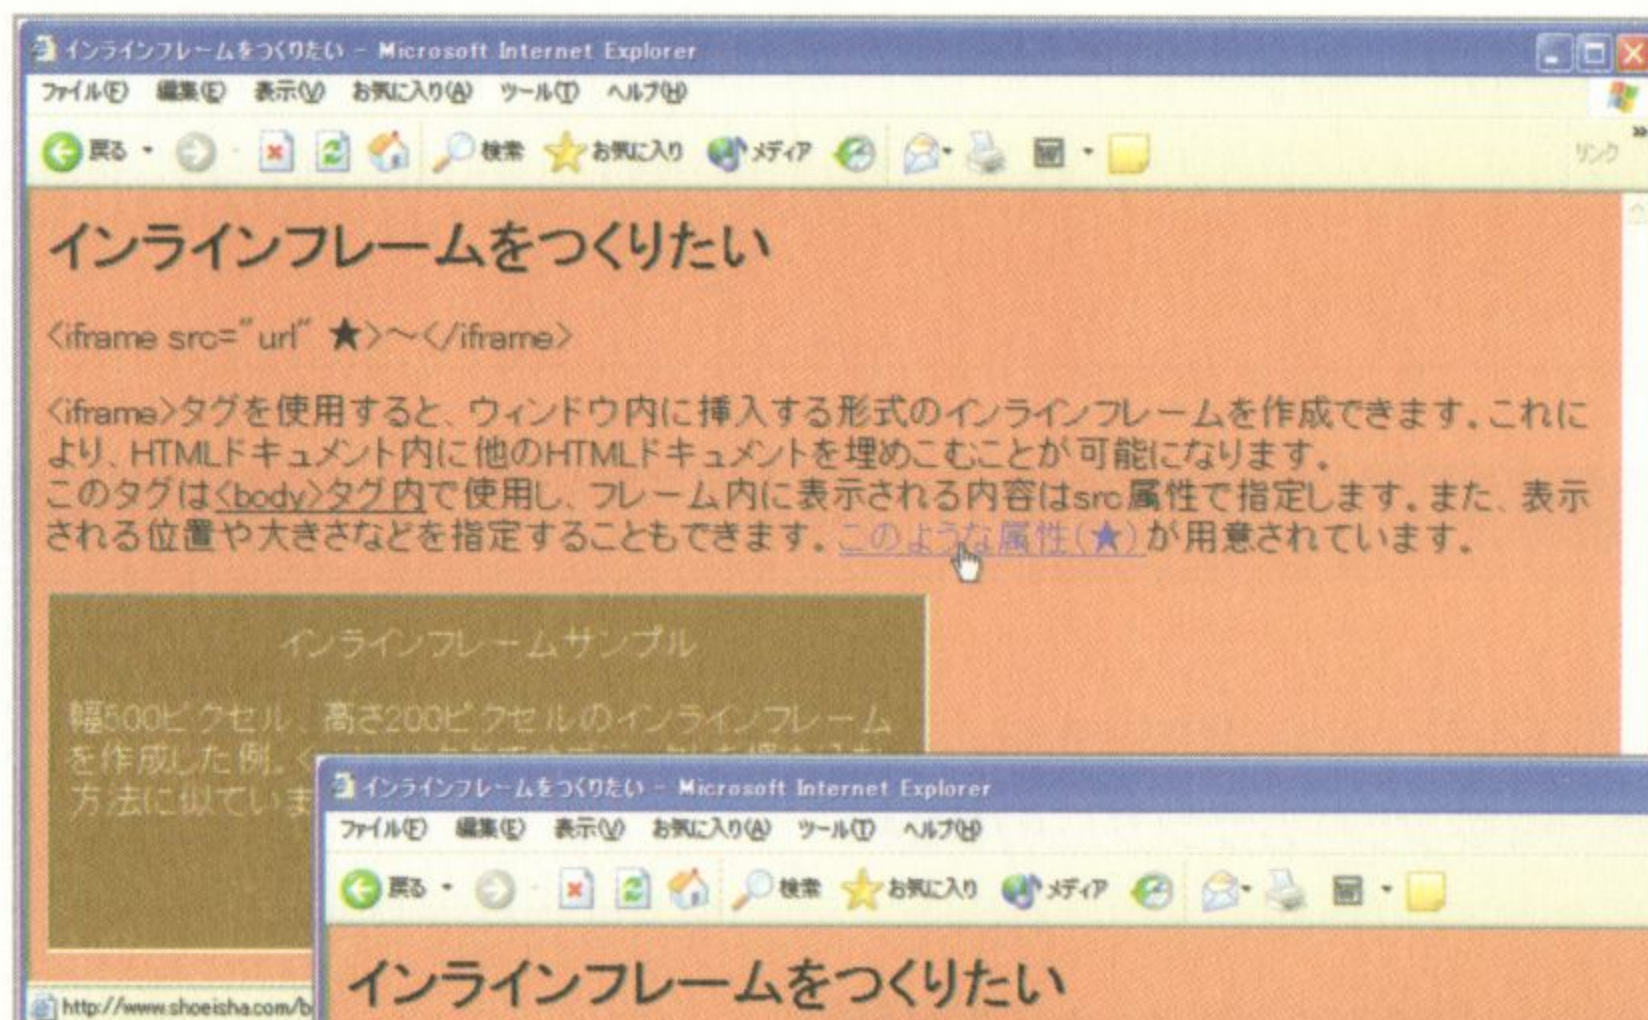 インラインフレームをつくりたい - Microsoft Internet Explorer
ファイル(F) 編集(E) 表示(V) お気に入り(A) ツール(T) ヘルプ(H)
戻る 検索 お気に入り メディア リンク
インラインフレームをつくりたい
<iframe src="url" ★>～</iframe>
<iframe>タグを使用すると、ウィンドウ内に挿入する形式のインラインフレームを作成できます。これに
より、HTMLドキュメント内に他のHTMLドキュメントを埋めこむことが可能になります。
このタグは<body>タグ内で使用し、フレーム内に表示される内容はsrc属性で指定します。また、表示
される位置や大きさなどを指定することもできます。このような属性(★)が用意されています。
インラインフレームサンプル
幅500ピクセル、高さ200ピクセルのインラインフレーム
を作成した例。<
方法に似ていま
http://www.shoeisha.com/b
インラインフレームをつくりたい - Microsoft Internet Explorer
ファイル(F) 編集(E) 表示(V) お気に入り(A) ツール(T) ヘルプ(H)
戻る 検索 お気に入り メディア
インラインフレームをつくりたい